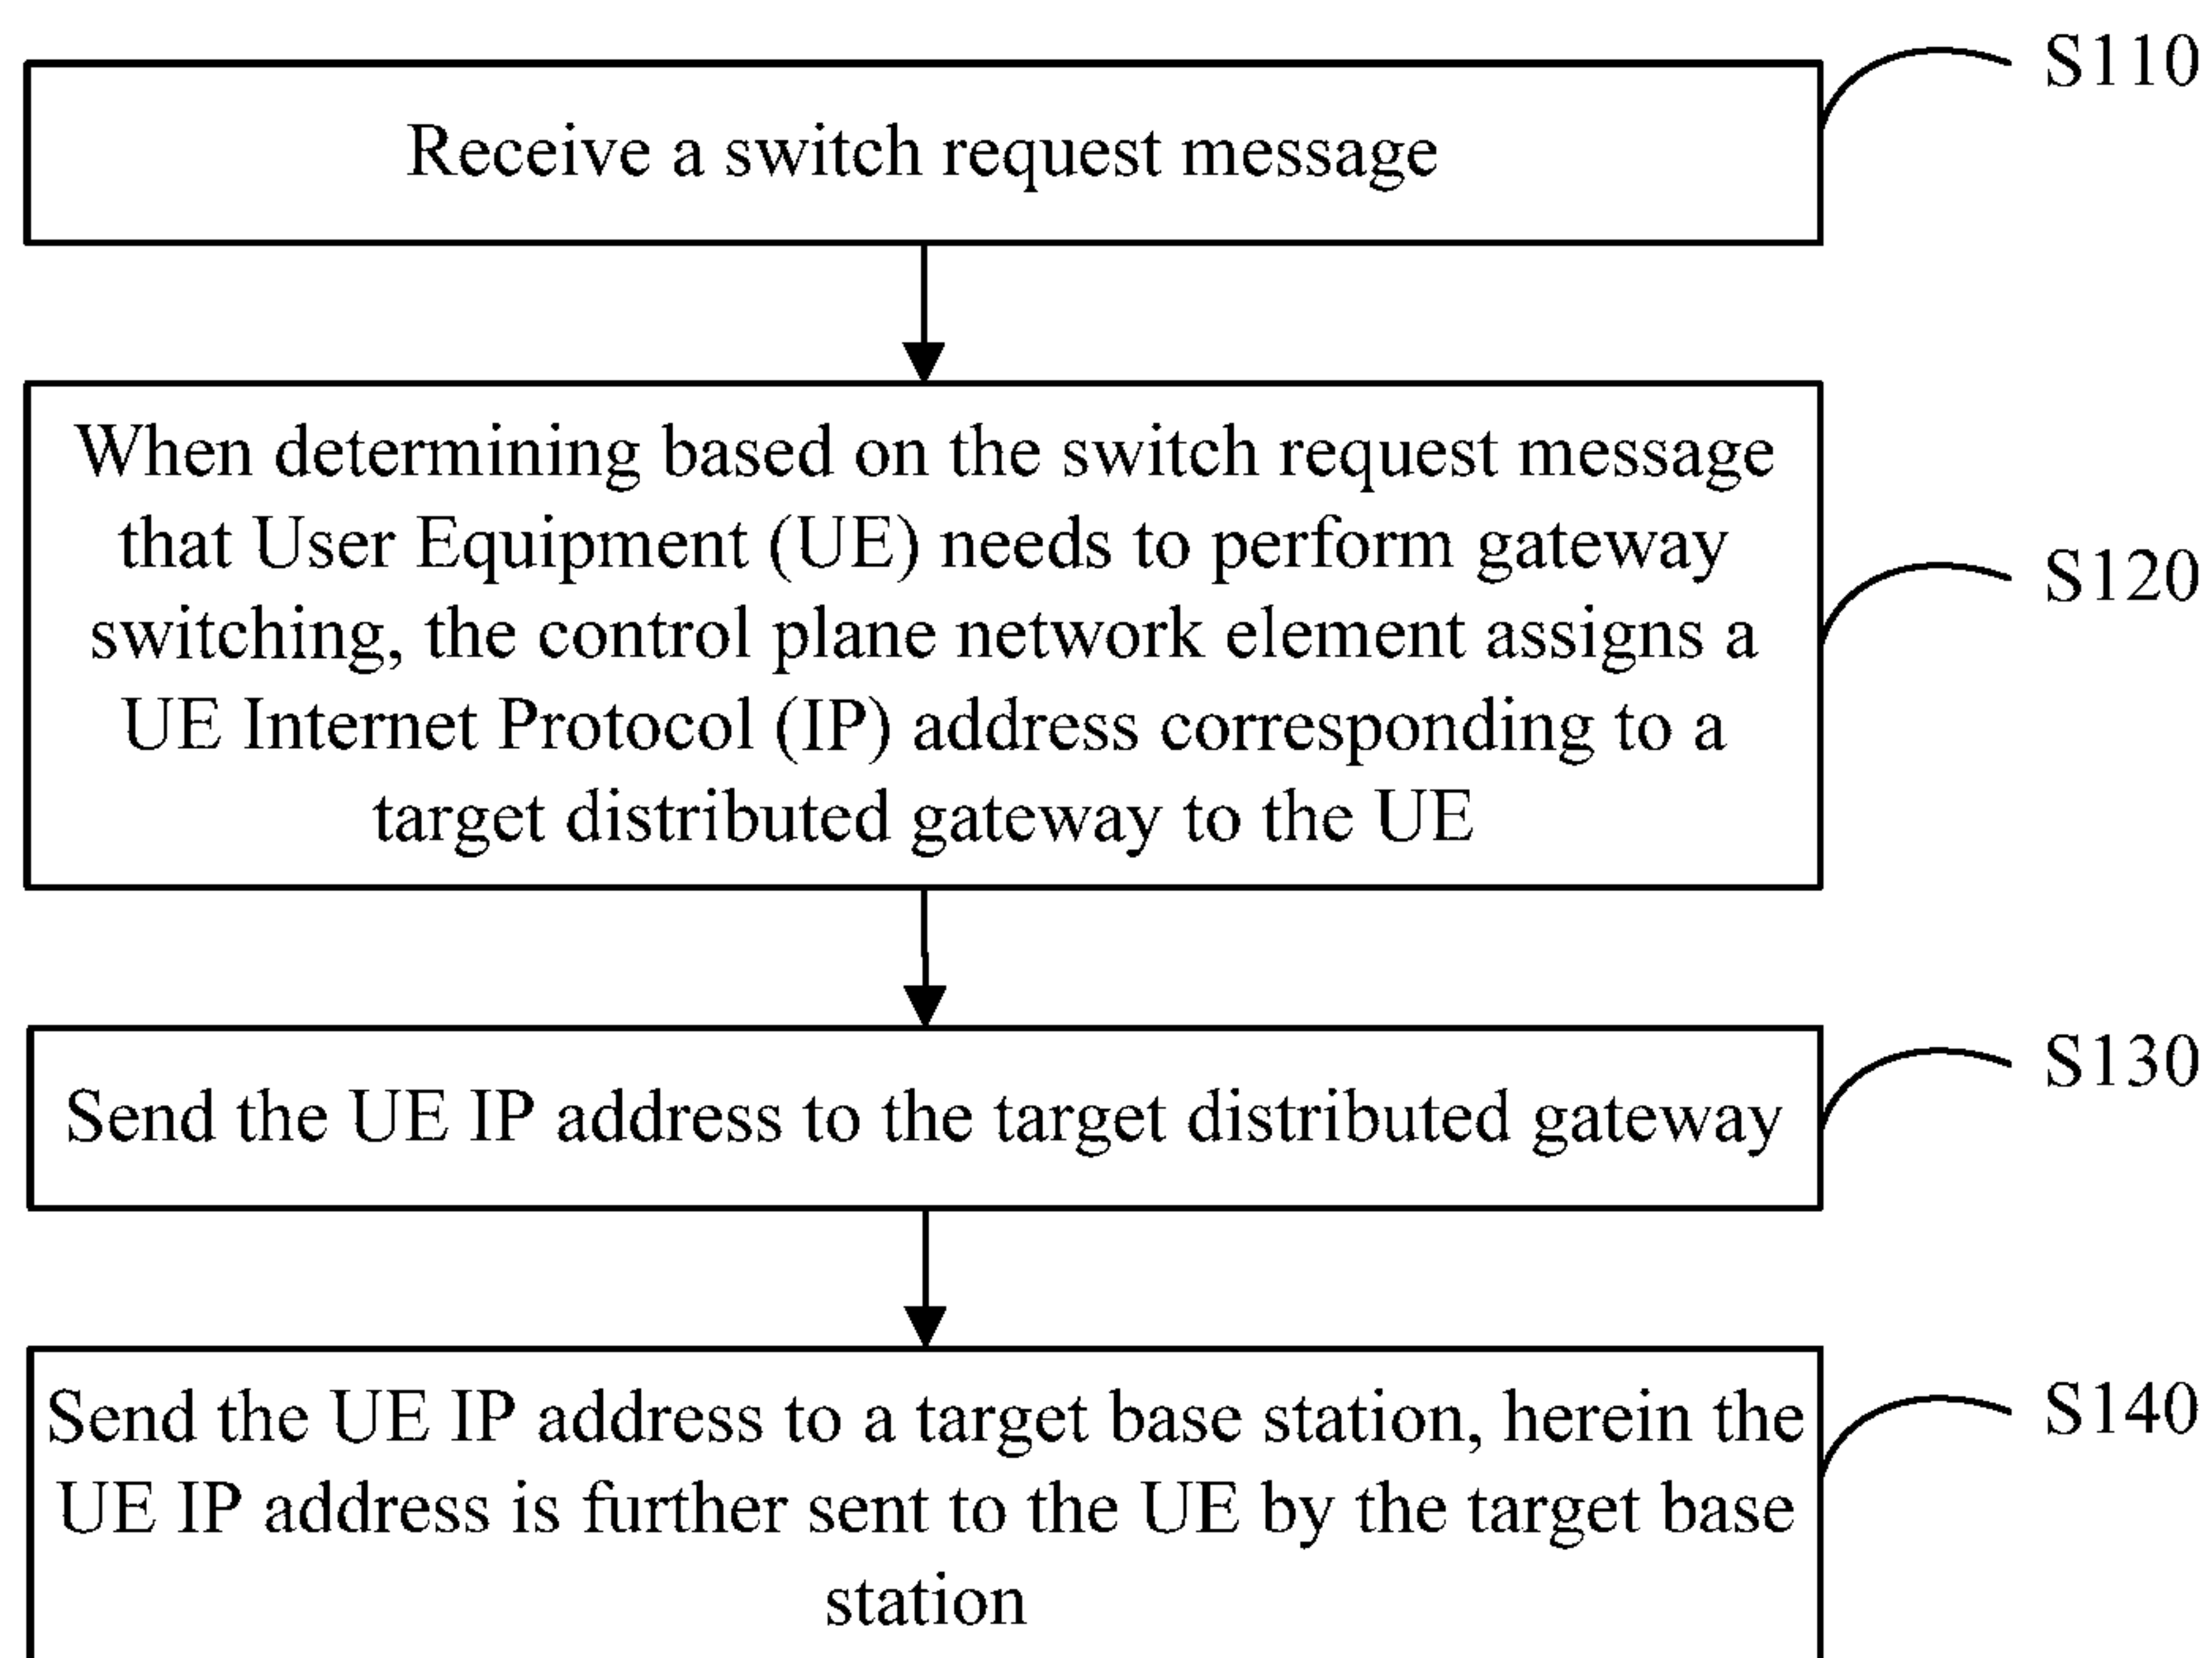 S110
Receive a switch request message
When determining based on the switch request message
that User Equipment (UE) needs to perform gateway
S120
switching, the control plane network element assigns a
UE Internet Protocol (IP) address corresponding to a
target distributed gateway to the UE
S130
Send the UE IP address to the target distributed gateway
S140
Send the UE IP address to a target base station, herein the
UE IP address is further sent to the UE by the target base
station